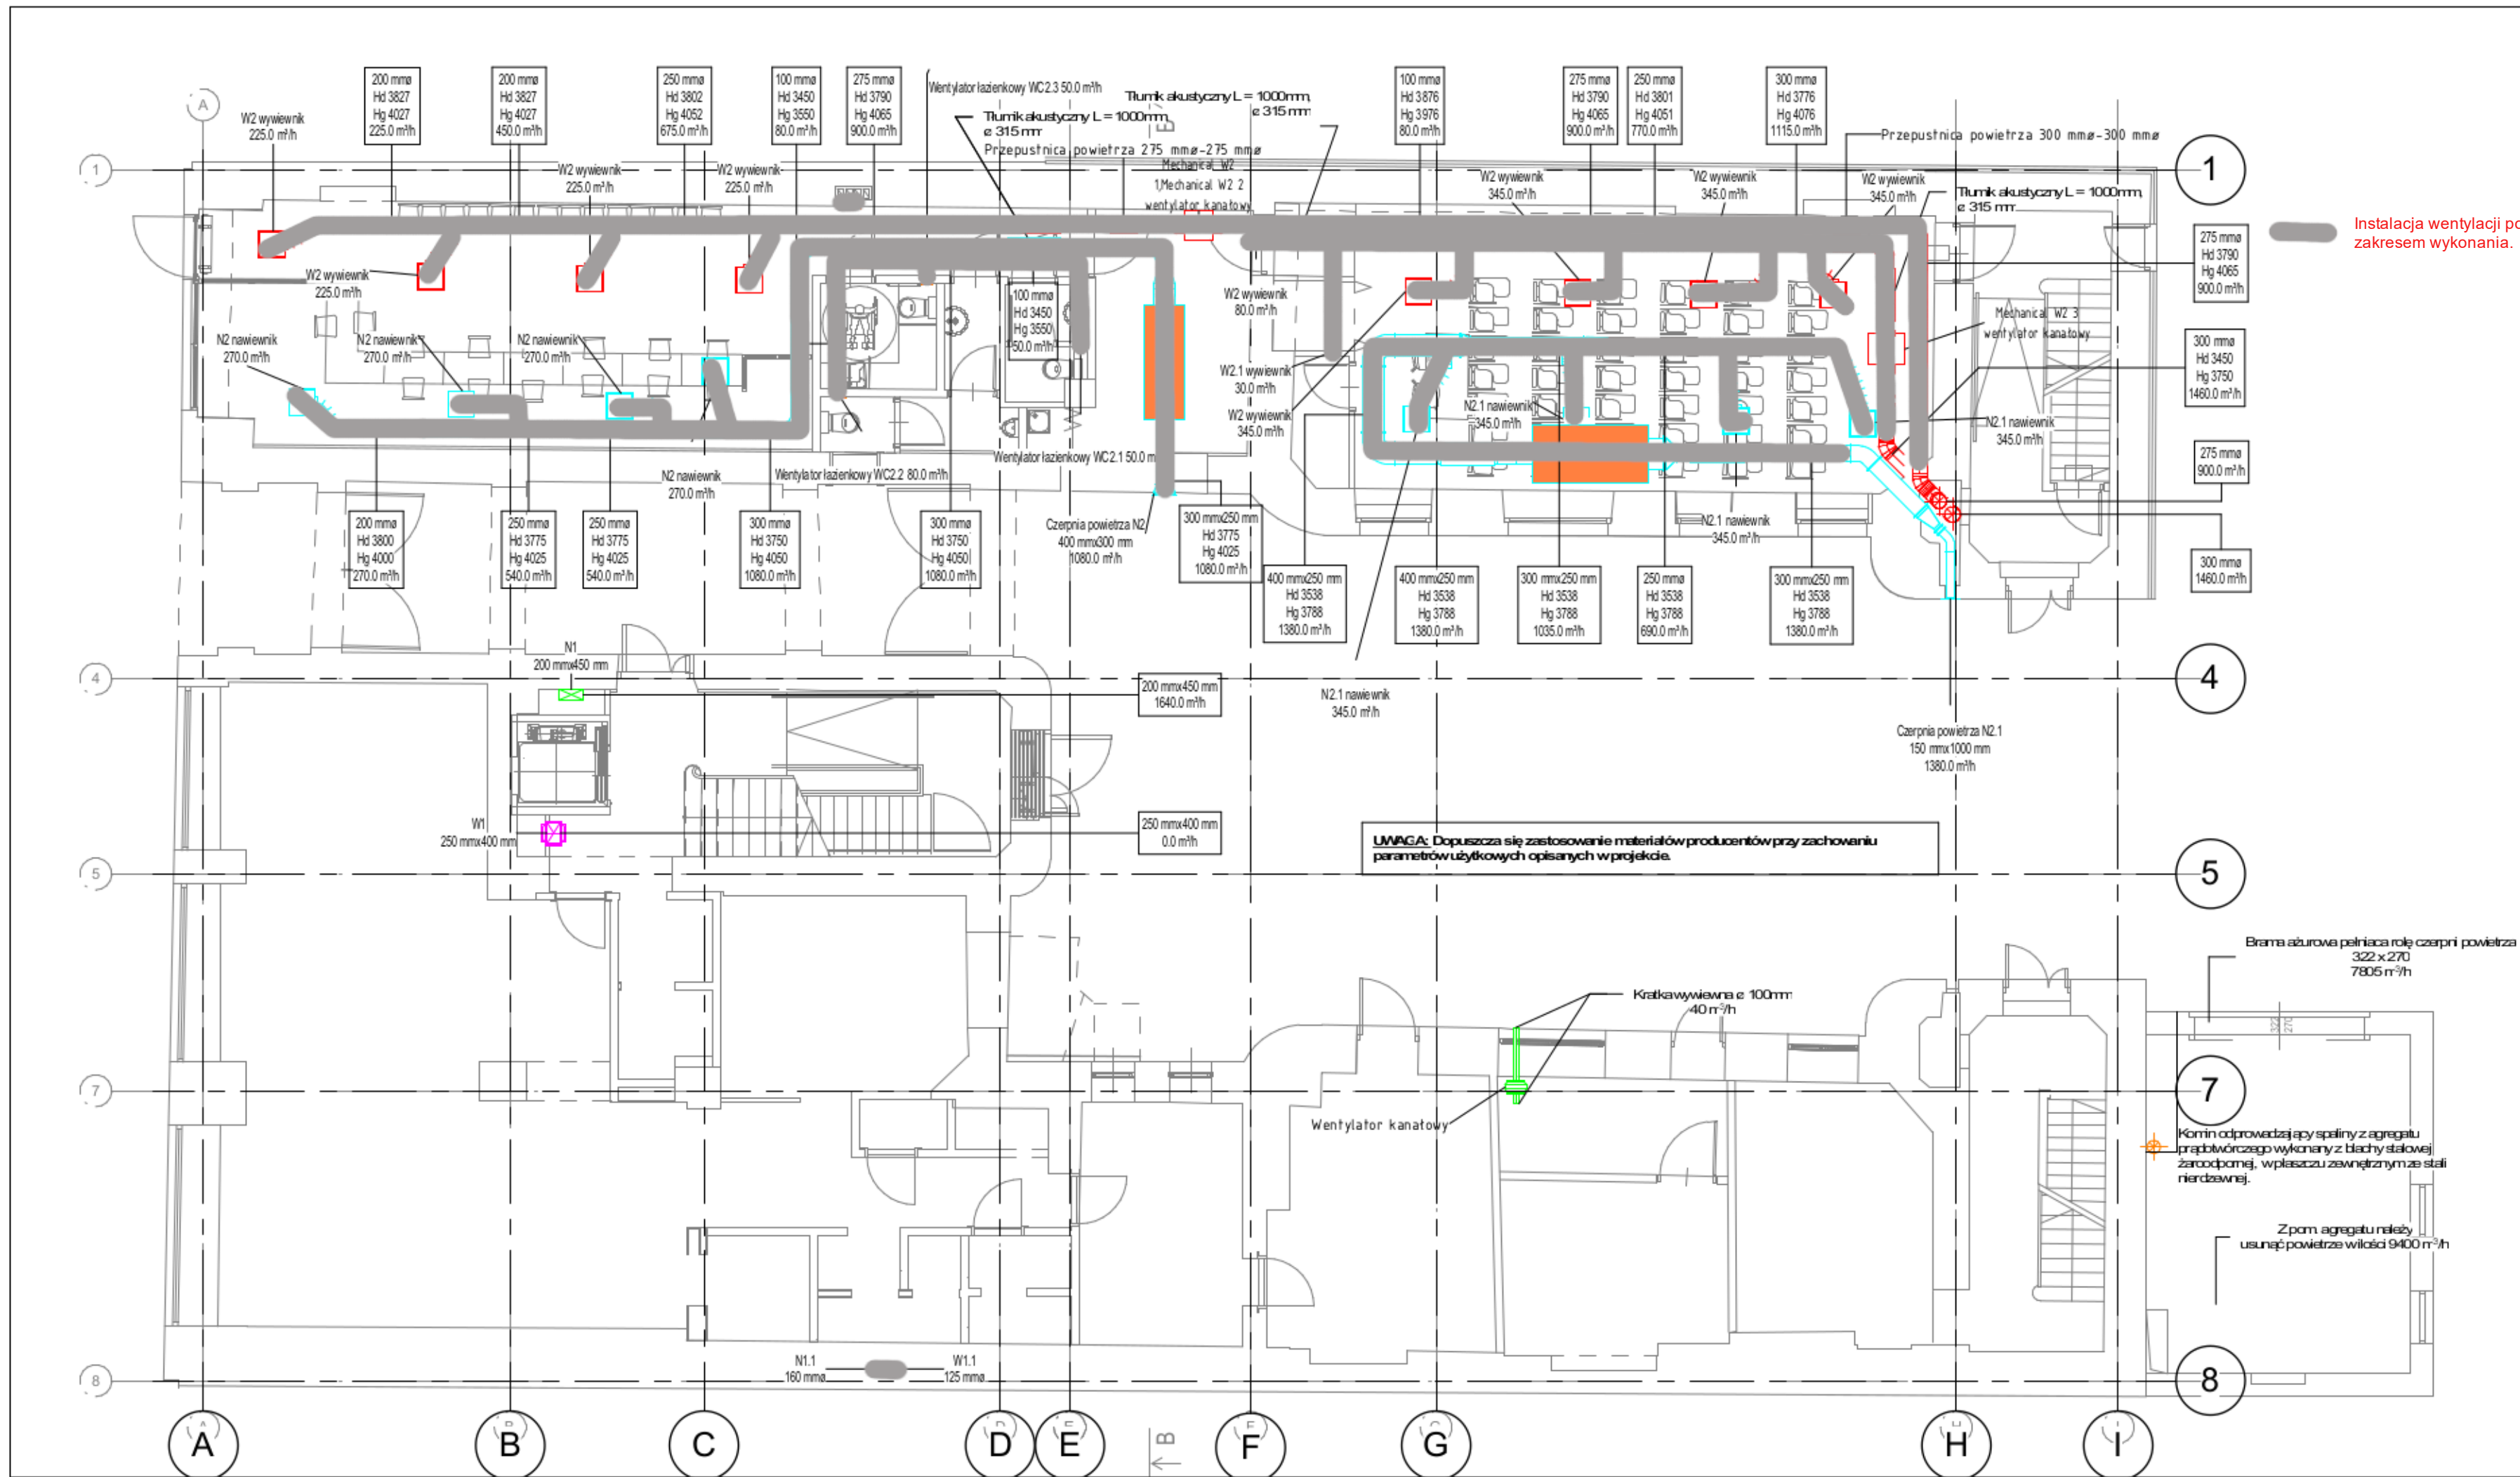 A
W2 wywiewnik
225.0 m³/h
200 mmø
Hd 3827
Hg 4027
225.0 m³/h
200 mmø
Hd 3827
Hg 4027
450.0 m³/h
250 mmø
Hd 3802
Hg 4052
675.0 m³/h
100 mmø
Hd 3450
Hg 3550
80.0 m³/h
275 mmø
Hd 3790
Hg 4065
900.0 m³/h
Wentylator łazienkowy WC2.3 50.0 m³/h
Tłumik akustyczny L = 1000mm,
ø 315 mm
Tłumik akustyczny L = 1000mm,
ø 315 mm
B
Przepustnica powietrza 275 mmø-275 mmø
Mechanical W2
1,Mechanical W2 2
wentylator kanałowy
100 mmø
Hd 3876
Hg 3976
80.0 m³/h
275 mmø
Hd 3790
Hg 4065
900.0 m³/h
250 mmø
Hd 3801
Hg 4051
770.0 m³/h
300 mmø
Hd 3776
Hg 4076
1115.0 m³/h
Przepustnica powietrza 300 mmø-300 mmø
1
1
W2 wywiewnik
225.0 m³/h
W2 wywiewnik
225.0 m³/h
W2 wywiewnik
345.0 m³/h
W2 wywiewnik
345.0 m³/h
W2 wywiewnik
345.0 m³/h
Tłumik akustyczny L = 1000mm,
ø 315 mm
Instalacja wentylacji po
zakresem wykonania.
275 mmø
Hd 3790
Hg 4065
900.0 m³/h
W2 wywiewnik
225.0 m³/h
100 mmø
Hd 3450
Hg 3550
50.0 m³/h
W2 wywiewnik
80.0 m³/h
Mechanical W2 3
wentylator kanałowy
N2 nawiewnik
270.0 m³/h
N2 nawiewnik
270.0 m³/h
N2 nawiewnik
270.0 m³/h
300 mmø
Hd 3450
Hg 3750
1460.0 m³/h
W2.1 wywiewnik
30.0 m³/h
W2 wywiewnik
345.0 m³/h
N2.1 nawiewnik
345.0 m³/h
N2.1 nawiewnik
345.0 m³/h
Wentylator łazienkowy WC2.1 50.0 m
Wentylator łazienkowy WC2.2 80.0 m³/h
N2 nawiewnik
270.0 m³/h
275 mmø
900.0 m³/h
200 mmø
Hd 3800
Hg 4000
270.0 m³/h
250 mmø
Hd 3775
Hg 4025
540.0 m³/h
250 mmø
Hd 3775
Hg 4025
540.0 m³/h
300 mmø
Hd 3750
Hg 4050
1080.0 m³/h
300 mmø
Hd 3750
Hg 4050
1080.0 m³/h
Czerpnia powietrza N2
400 mmx300 mm
1080.0 m³/h
300 mmx250 mm
Hd 3775
Hg 4025
1080.0 m³/h
N2.1 nawiewnik
345.0 m³/h
300 mmø
1460.0 m³/h
400 mmx250 mm
Hd 3538
Hg 3788
1380.0 m³/h
400 mmx250 mm
Hd 3538
Hg 3788
1380.0 m³/h
300 mmx250 mm
Hd 3538
Hg 3788
1035.0 m³/h
250 mmø
Hd 3538
Hg 3788
690.0 m³/h
300 mmx250 mm
Hd 3538
Hg 3788
1380.0 m³/h
N1
200 mmx450 mm
4
4
200 mmx450 mm
1640.0 m³/h
N2.1 nawiewnik
345.0 m³/h
Czerpnia powietrza N2.1
150 mmx1000 mm
1380.0 m³/h
W1
250 mmx400 mm
250 mmx400 mm
0.0 m³/h
UWAGA: Dopuszcza się zastosowanie materiałów producentów przy zachowaniu
parametrów użytkowych opisanych w projekcie.
5
5
Brama ażurowa pełniaca rolę czerpni powietrza
322 x 270
7805 m³/h
Kratka wywiewna ø 100mm
40 m³/h
322
270
7
7
Wentylator kanałowy
Komin odprowadzający spaliny z agregatu
prądotwórczego wykonany z blachy stalowej
żaroodpornej, w płaszczu zewnętrznym ze stali
nierdzewnej.
Z pom. agregatu należy
usunąć powietrze w ilości 9400 m³/h
N1.1
160 mmø
W1.1
125 mmø
8
8
A
B
C
D
E
B
F
G
H
I